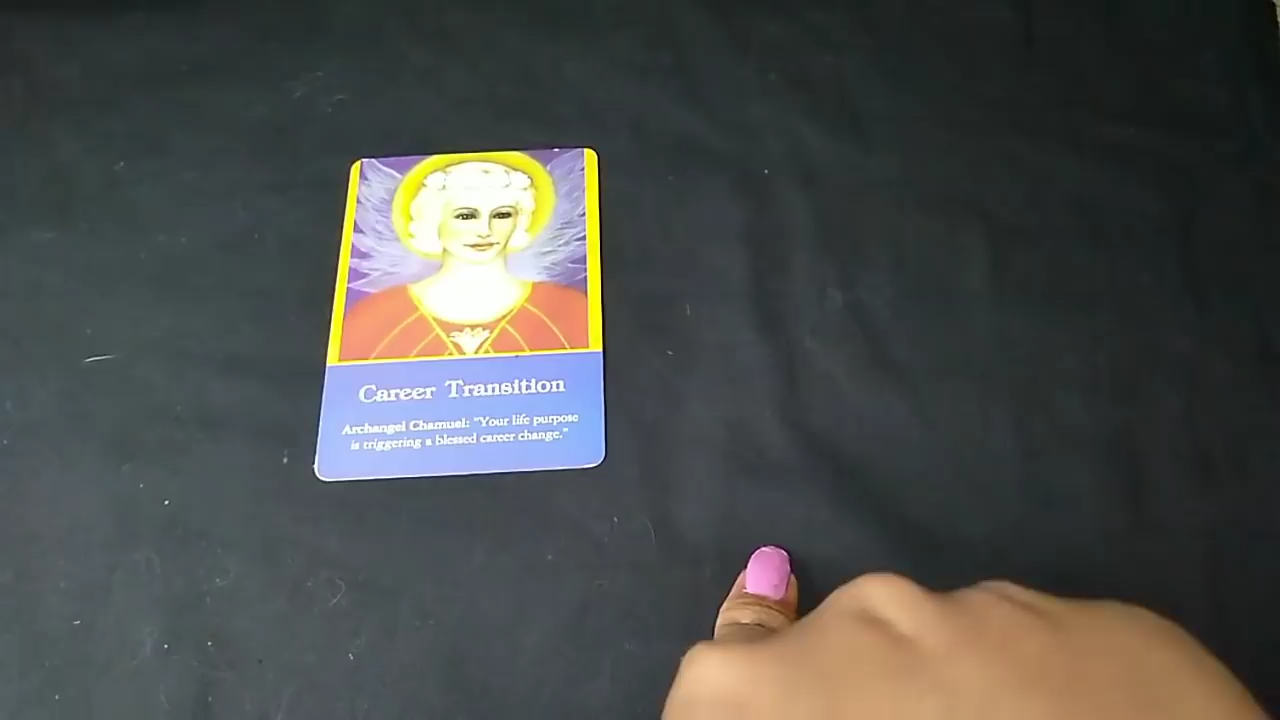 Career Transition
Archangel Chamuel: "Your life purpose
is triggering a blessed career change."